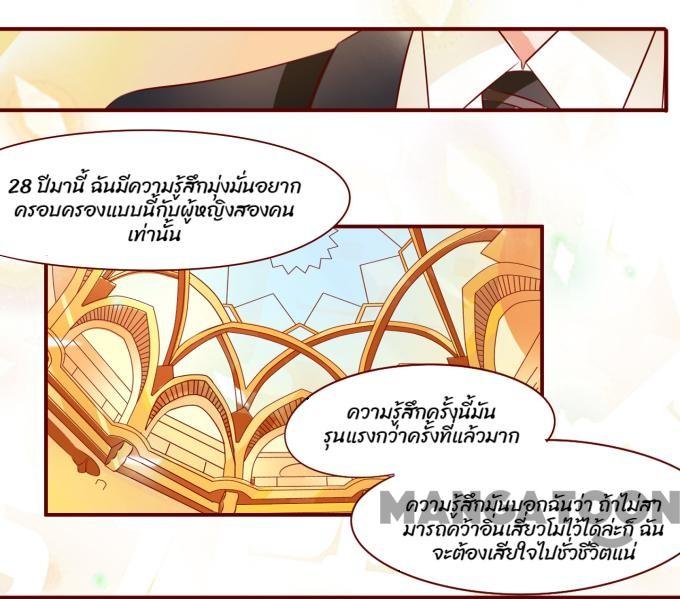 28 ปีมานี้ ฉันมีความรู้สึกมุ่งมั่นอยาก
ครอบครองแบบนี้กับผู้หญิงสองคน
เท่านั้น
ความรู้สึกครั้งนี้มัน
รุนแรงกว่าครั้งที่แล้วมาก
ความรู้สึกมันบอกฉันว่า ถ้าไม่สา
มารถคว้าอินเสี่ยวโมไว้ได้ล่ะก็ ฉัน
จะต้องเสียใจไปชั่วชีวิตแน่
MANGATOON